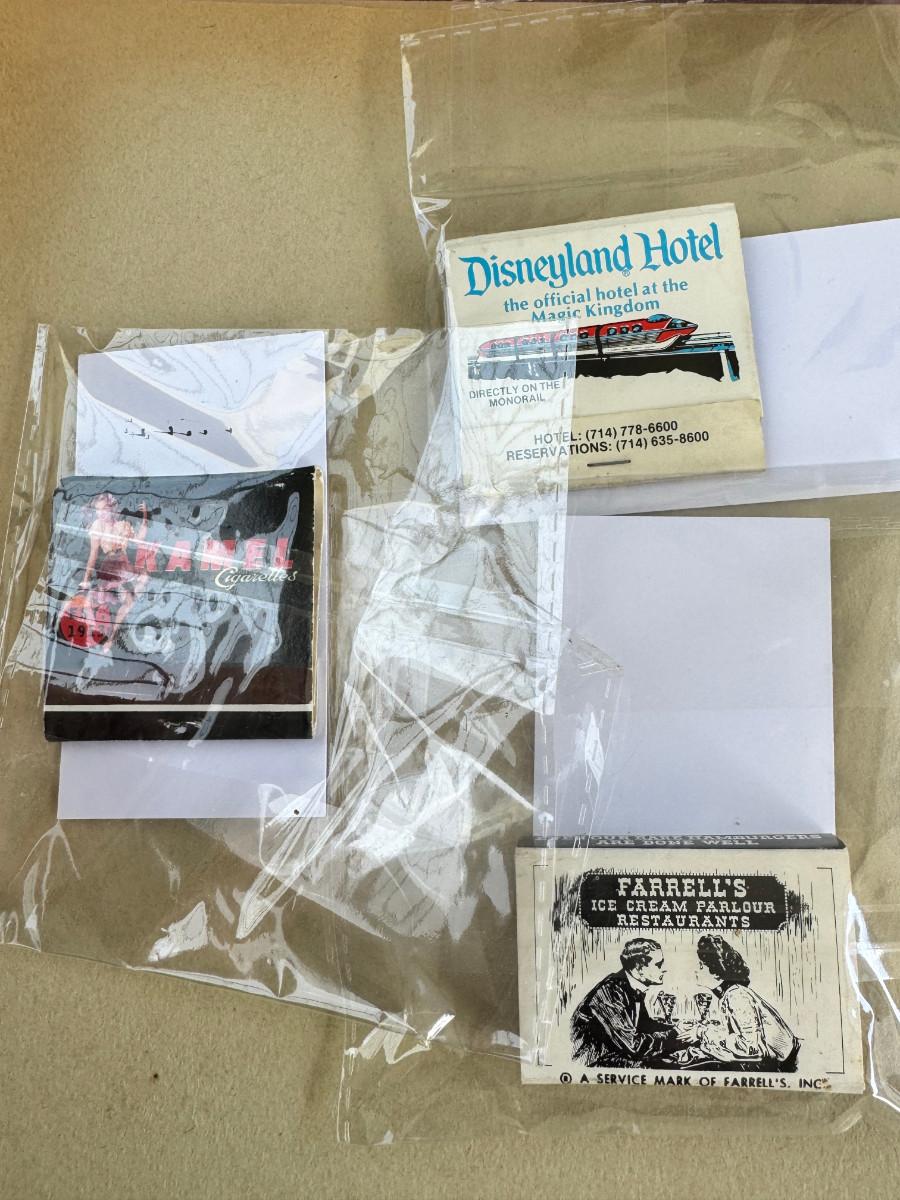 Disneyland Hotel
®
the official hotel at the
Magic Kingdom
DIRECTLY ON THE
MONORAIL
HOTEL: (714) 778-6600
RESERVATIONS: (714) 635-8600
KAMEL
Cigarettes
HAMBURGERS
ARE DONE WELL
FARRELL'S
ICE CREAM PARLOUR
RESTAURANTS
® A SERVICE MARK OF FARRELL'S, INC.